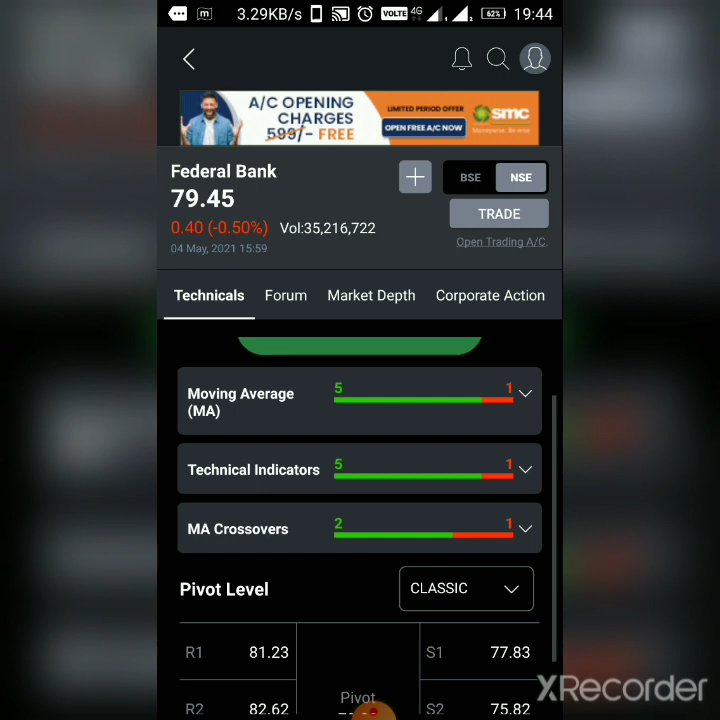 3.29KB/s VOLTE 4G 62% 19:44
A/C OPENING
CHARGES
599/- FREE
LIMITED PERIOD OFFER
OPEN FREE A/C NOW
smc
Moneywise. Be wise.
Federal Bank
79.45
0.40 (-0.50%) Vol:35,216,722
04 May, 2021 15:59
BSE NSE
TRADE
Open Trading A/C.
Technicals Forum Market Depth Corporate Action
Moving Average
(MA)
5 1
Technical Indicators 5 1
MA Crossovers 2 1
Pivot Level CLASSIC
R1 81.23 S1 77.83
Pivot
R2 82.62 S2 75.82
XRecorder